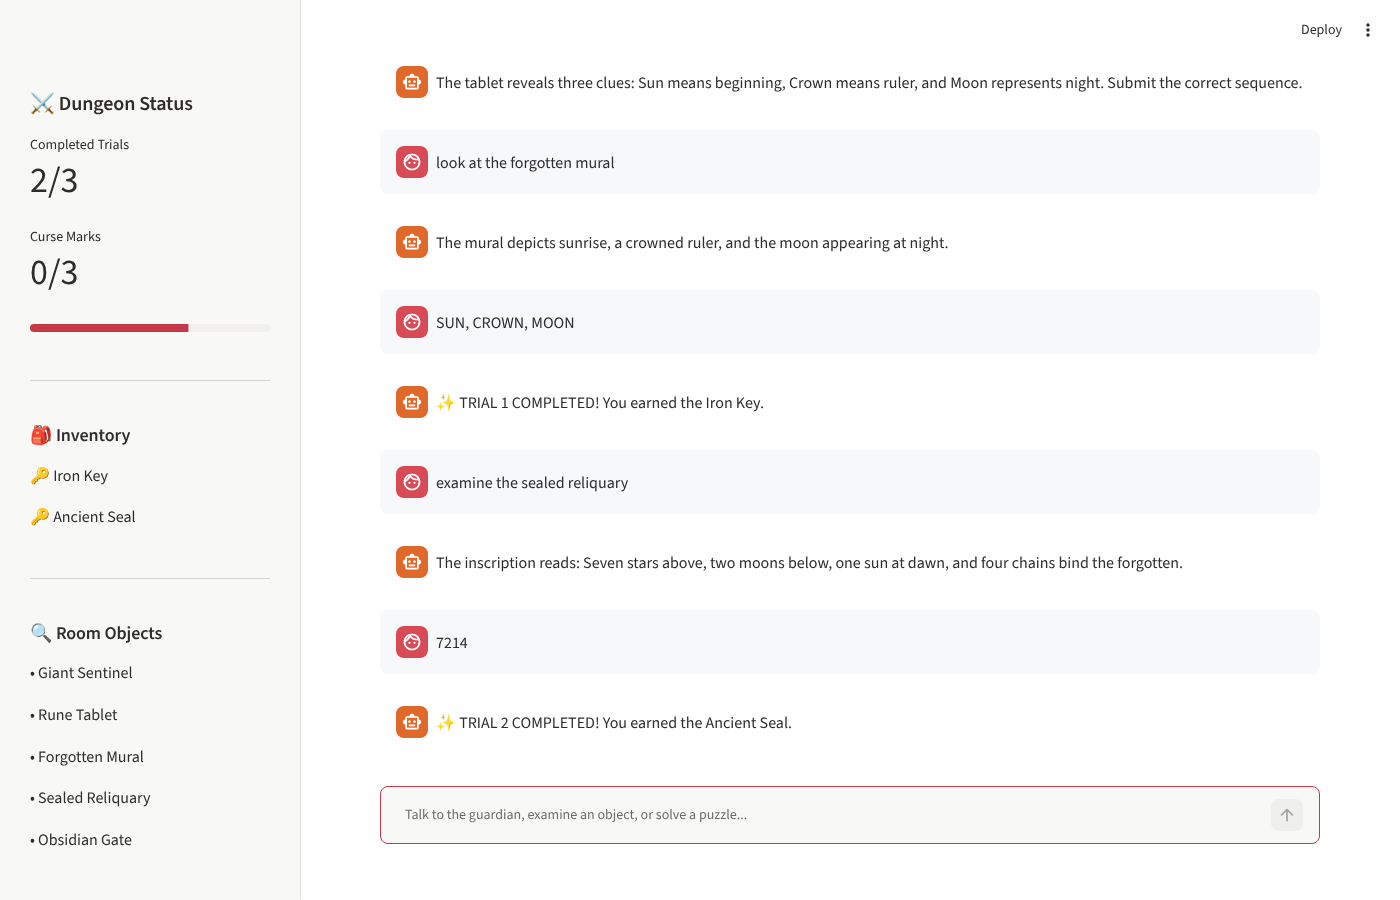 Deploy
⚔️ Dungeon Status
Completed Trials
2/3
Curse Marks
0/3
🎒 Inventory
🔑 Iron Key
🔑 Ancient Seal
🔍 Room Objects
• Giant Sentinel
• Rune Tablet
• Forgotten Mural
• Sealed Reliquary
• Obsidian Gate
The tablet reveals three clues: Sun means beginning, Crown means ruler, and Moon represents night. Submit the correct sequence.
look at the forgotten mural
The mural depicts sunrise, a crowned ruler, and the moon appearing at night.
SUN, CROWN, MOON
✨ TRIAL 1 COMPLETED! You earned the Iron Key.
examine the sealed reliquary
The inscription reads: Seven stars above, two moons below, one sun at dawn, and four chains bind the forgotten.
7214
✨ TRIAL 2 COMPLETED! You earned the Ancient Seal.
Talk to the guardian, examine an object, or solve a puzzle...